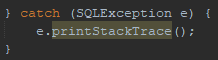 } catch (SQLException e) {
    e.printStackTrace();
}